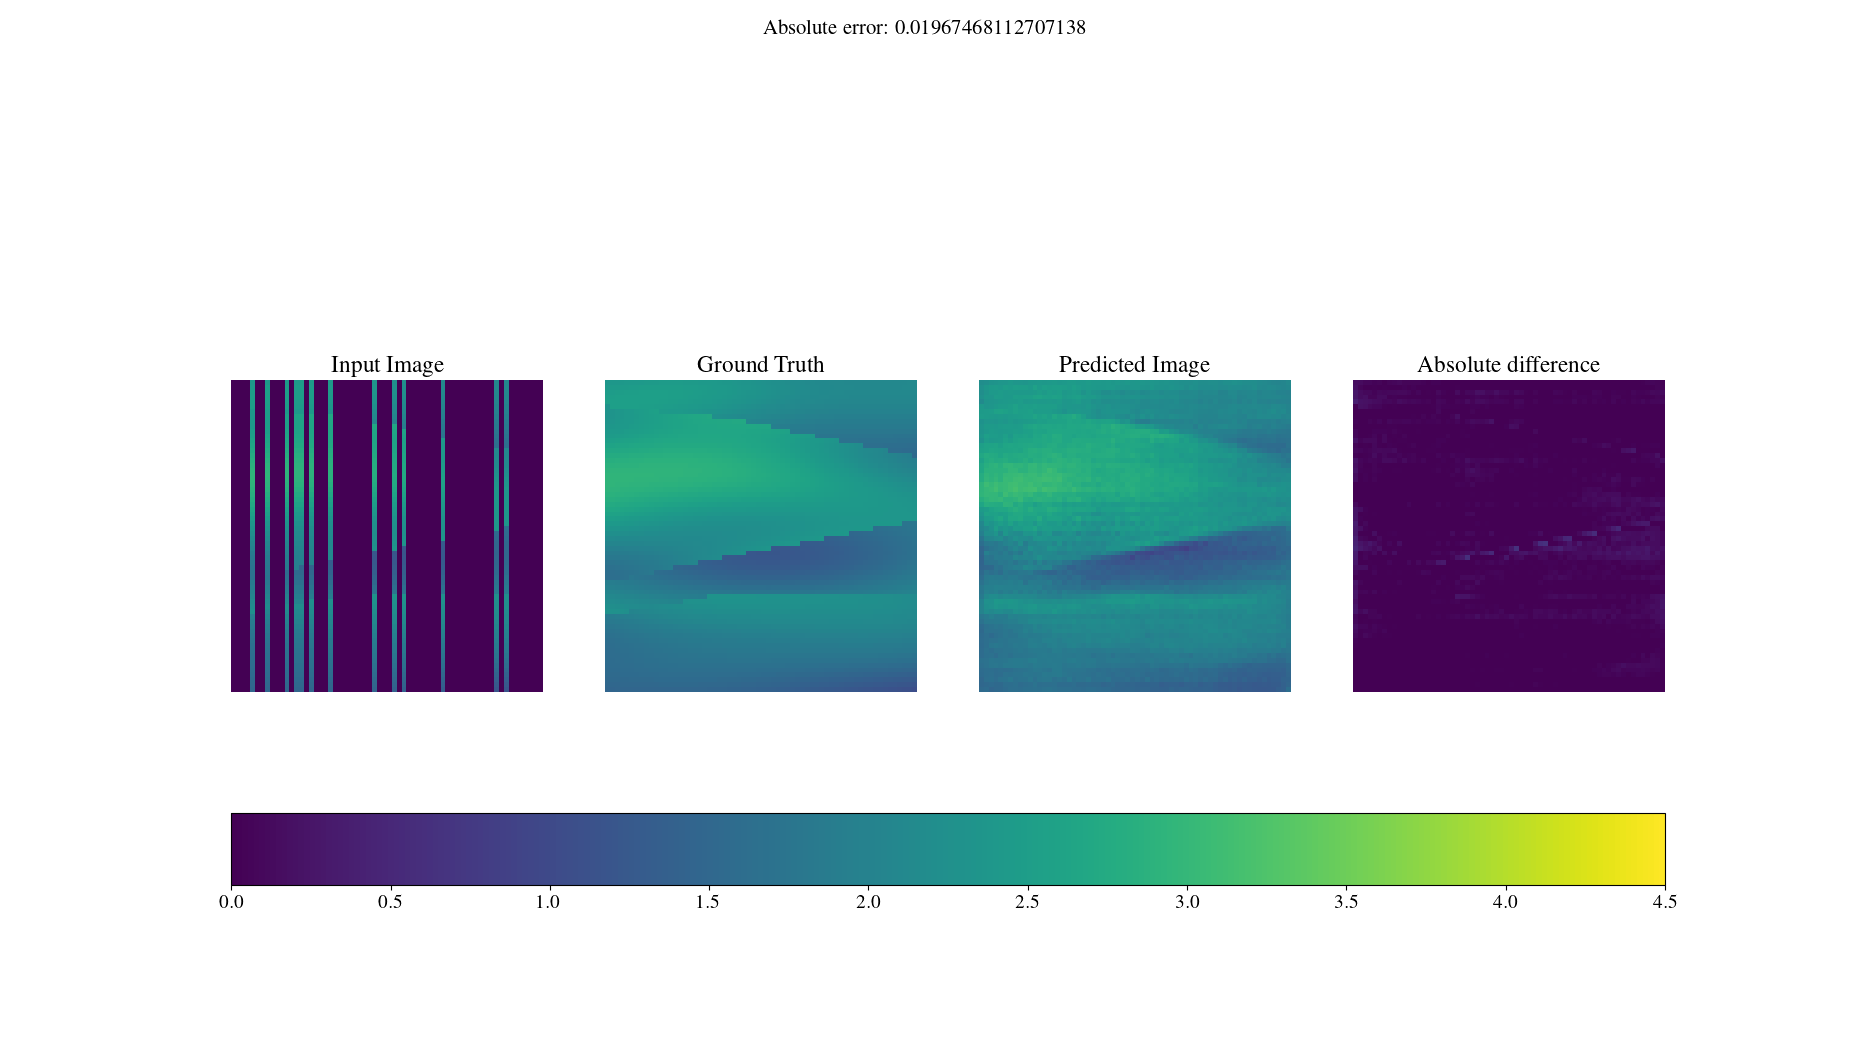 Absolute error: 0.01967468112707138
Input Image
Ground Truth
Predicted Image
Absolute difference
0.0 0.5 1.0 1.5 2.0 2.5 3.0 3.5 4.0 4.5